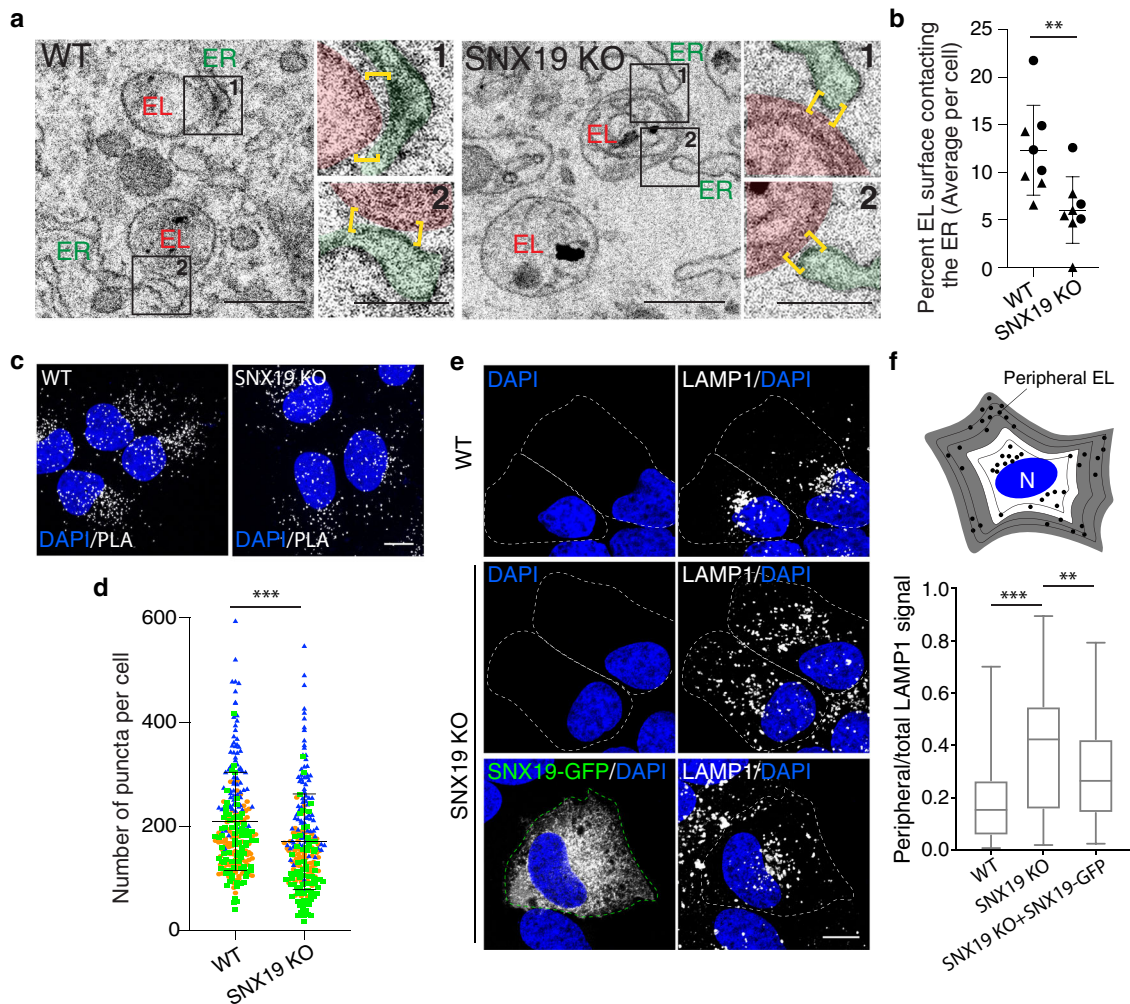 a
WT
ER
EL
1
EL
ER
2
1
2
SNX19 KO
EL
1
2
ER
EL
1
2
b
**
Percent EL surface contacting
the ER (Average per cell)
25
20
15
10
5
0
WT
SNX19 KO
c
WT
DAPI/PLA
SNX19 KO
DAPI/PLA
d
***
Number of puncta per cell
600
400
200
0
WT
SNX19 KO
e
WT
DAPI
LAMP1/DAPI
SNX19 KO
DAPI
LAMP1/DAPI
SNX19-GFP/DAPI
LAMP1/DAPI
f
Peripheral EL
N
***
**
Peripheral/total LAMP1 signal
1.0
0.8
0.6
0.4
0.2
0.0
WT
SNX19 KO
SNX19 KO+SNX19-GFP